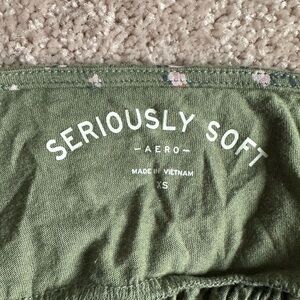 SERIOUSLY SOFT
-AERO-
MADE IN VIETNAM
XS